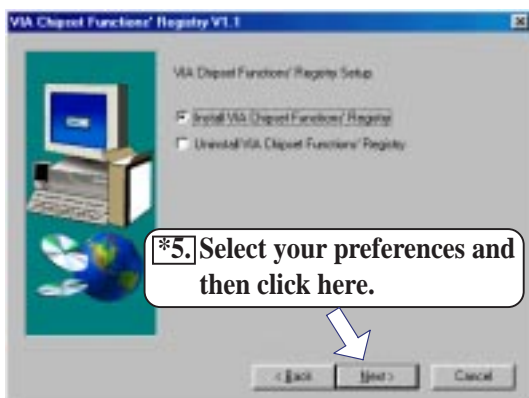 VIA Chipset Functions' Registry V1.1
VIA Chipset Functions' Registry Setup
Install VIA Chipset Functions' Registry
Uninstall VIA Chipset Functions' Registry
*5. Select your preferences and
then click here.
< Back Next > Cancel